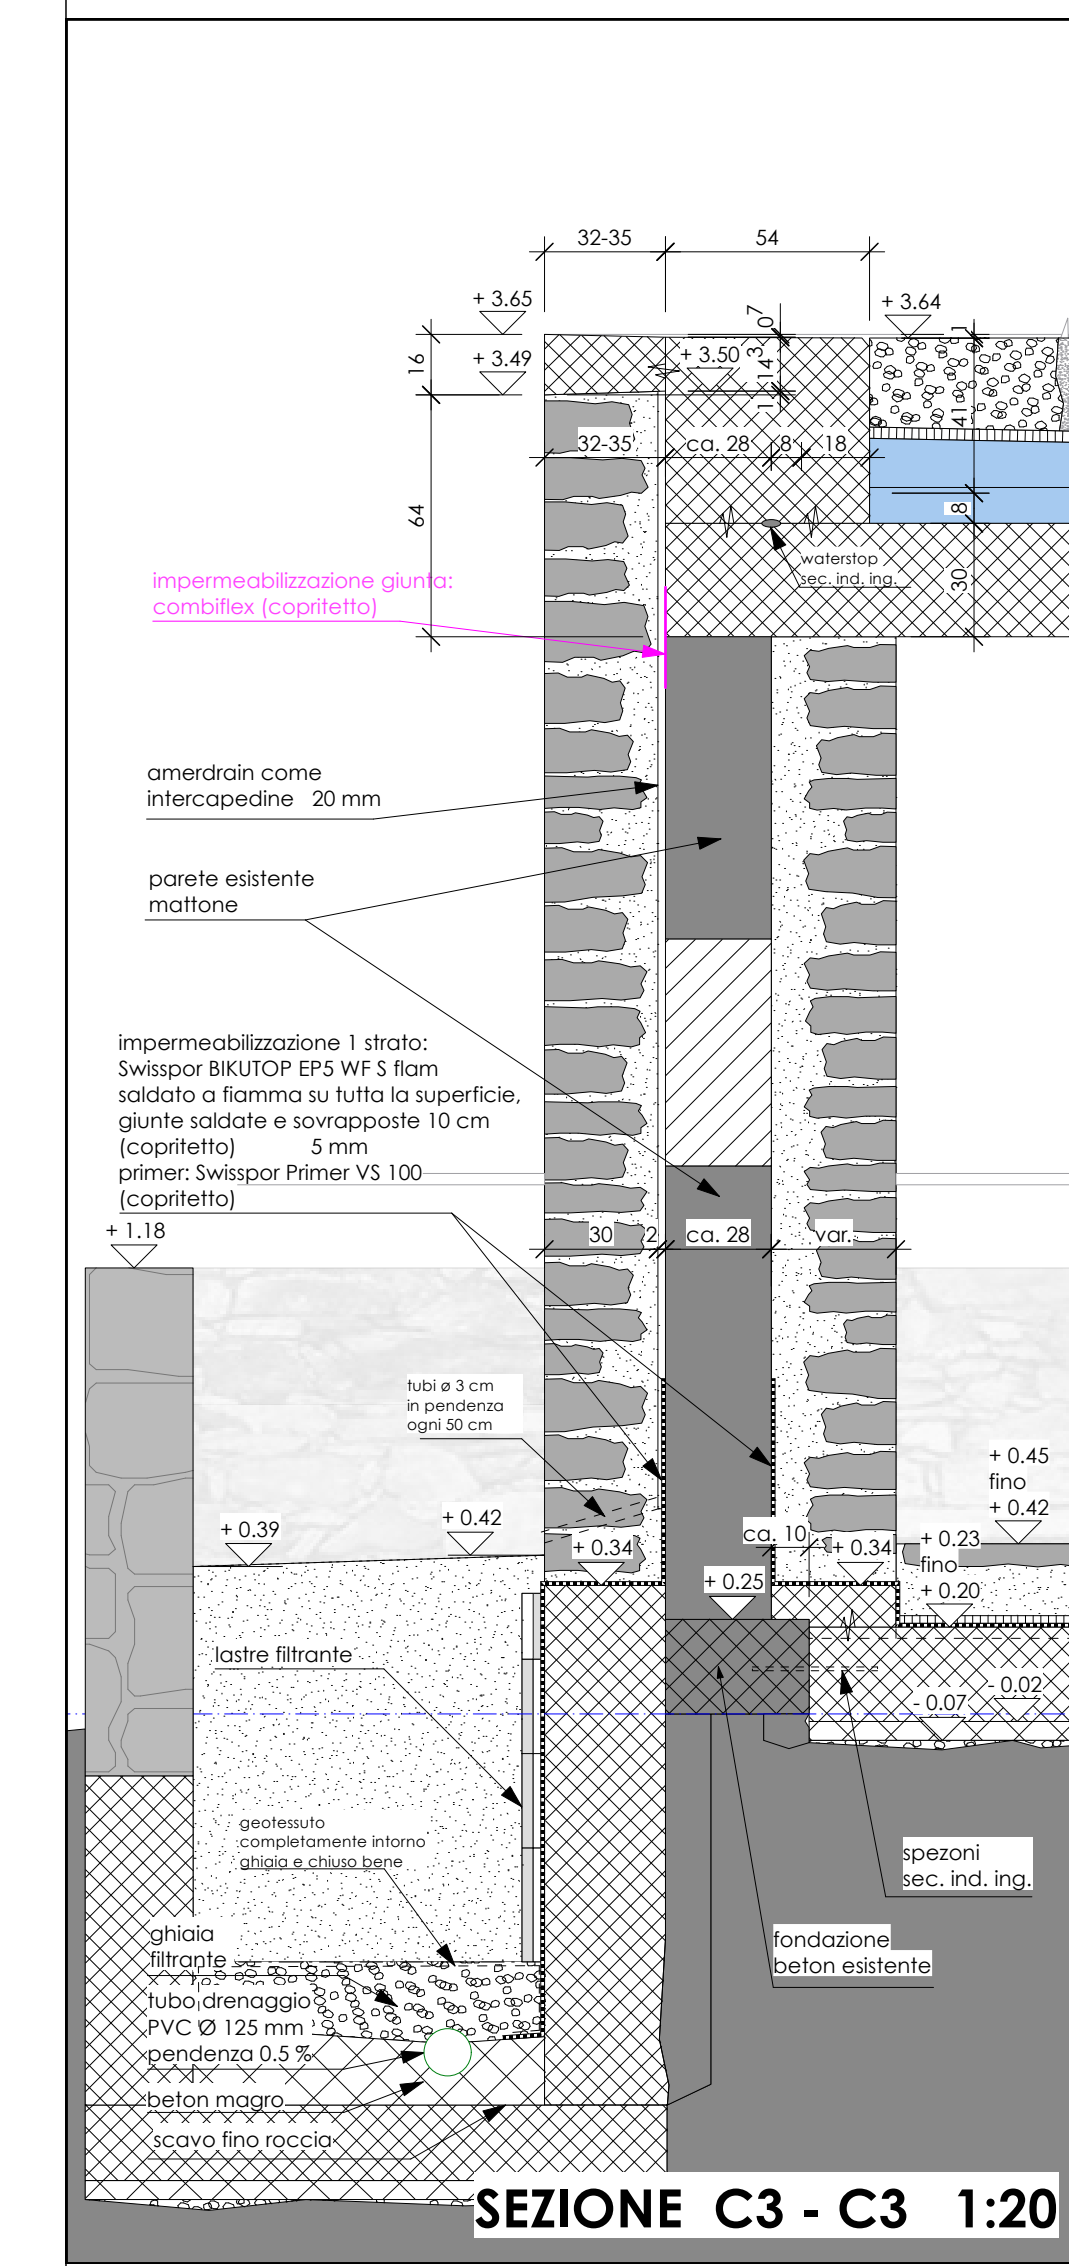 32-35
54
+ 3.65
+ 3.64
0⁷
1
16
+ 3.49
+ 3.50
14³
1
41
32-35
ca. 28
8
18
64
8
waterstop
sec. ind. ing.
30
impermeabilizzazione giunta:
combiflex (copritetto)
amerdrain come
intercapedine 20 mm
parete esistente
mattone
impermeabilizzazione 1 strato:
Swisspor BIKUTOP EP5 WF S flam
saldato a fiamma su tutta la superficie,
giunte saldate e sovrapposte 10 cm
(copritetto) 5 mm
primer: Swisspor Primer VS 100
(copritetto)
+ 1.18
30
2
ca. 28
var.
tubi ø 3 cm
in pendenza
ogni 50 cm
+ 0.45
fino
+ 0.42
+ 0.39
+ 0.42
ca. 10
+ 0.34
+ 0.34
+ 0.23
fino
+ 0.20
+ 0.25
lastre filtrante
- 0.07
- 0.02
geotessuto
completamente intorno
ghiaia e chiuso bene
spezoni
sec. ind. ing.
ghiaia
filtrante
fondazione
beton esistente
tubo drenaggio
PVC Ø 125 mm
pendenza 0.5 %
beton magro
scavo fino roccia
SEZIONE C3 - C3 1:20